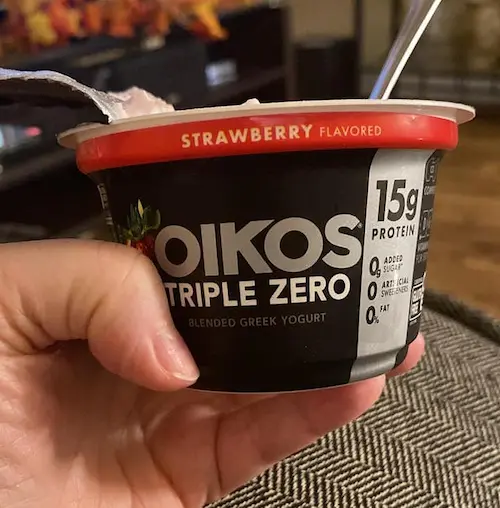 STRAWBERRY FLAVORED
OIKOS
TRIPLE ZERO
BLENDED GREEK YOGURT
15g
PROTEIN
0g ADDED
SUGAR*
0 ARTIFICIAL
SWEETENERS
0% FAT